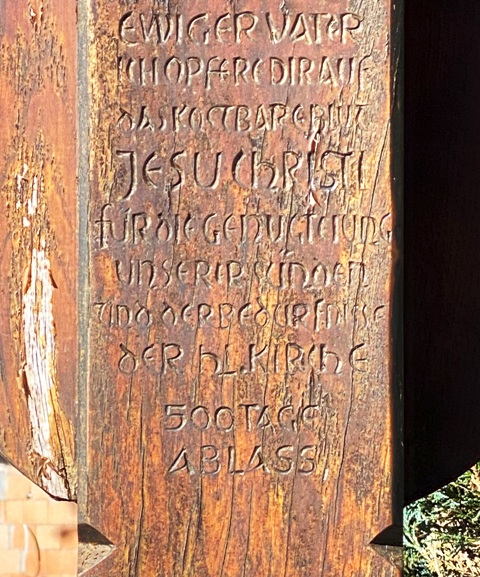 EWIGER VATER
ICH OPFERE DIR AUF
das KOSTBARE BLUT
JESU CHRISTI
FÜR DIE GENUGTUUNG
UNSERER SÜNDEN
UND DER BEDÜRFNISSE
DER HL. KIRCHE
500 TAGE
ABLASS